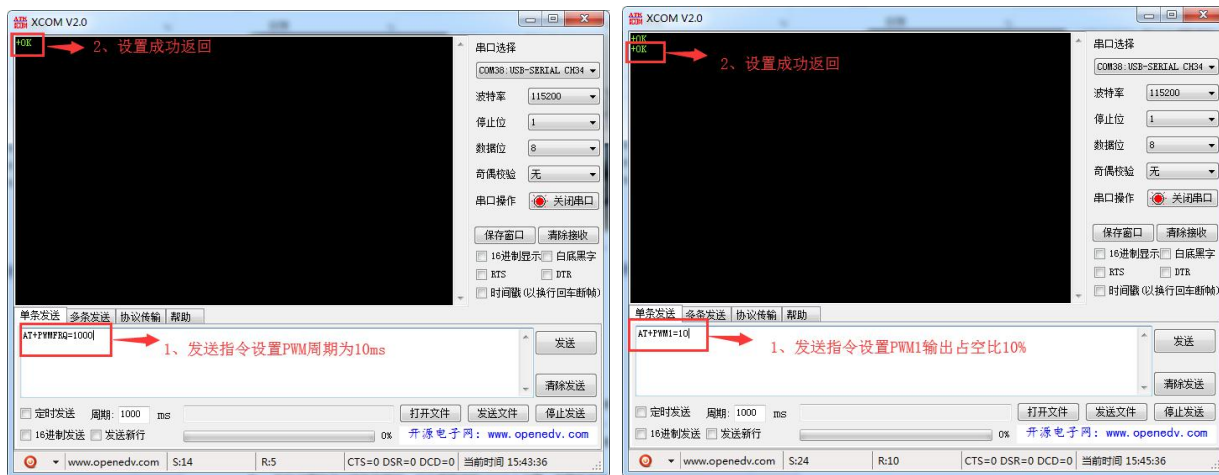 XCOM V2.0
+OK
2、设置成功返回
串口选择
COM38:USB-SERIAL CH34
波特率 115200
停止位 1
数据位 8
奇偶校验 无
串口操作 关闭串口
保存窗口 清除接收
16进制显示 白底黑字
RTS DTR
时间戳(以换行回车断帧)
单条发送 多条发送 协议传输 帮助
AT+PWMFRQ=1000
1、发送指令设置PWM周期为10ms
发送
清除发送
定时发送 周期: 1000 ms 打开文件 发送文件 停止发送
16进制发送 发送新行 0% 开源电子网: www.openedv.com
www.openedv.com S:14 R:5 CTS=0 DSR=0 DCD=0 当前时间 15:43:36
XCOM V2.0
+OK
+OK
2、设置成功返回
串口选择
COM38:USB-SERIAL CH34
波特率 115200
停止位 1
数据位 8
奇偶校验 无
串口操作 关闭串口
保存窗口 清除接收
16进制显示 白底黑字
RTS DTR
时间戳(以换行回车断帧)
单条发送 多条发送 协议传输 帮助
AT+PWM1=10
1、发送指令设置PWM1输出占空比10%
发送
清除发送
定时发送 周期: 1000 ms 打开文件 发送文件 停止发送
16进制发送 发送新行 0% 开源电子网: www.openedv.com
www.openedv.com S:24 R:10 CTS=0 DSR=0 DCD=0 当前时间 15:45:36